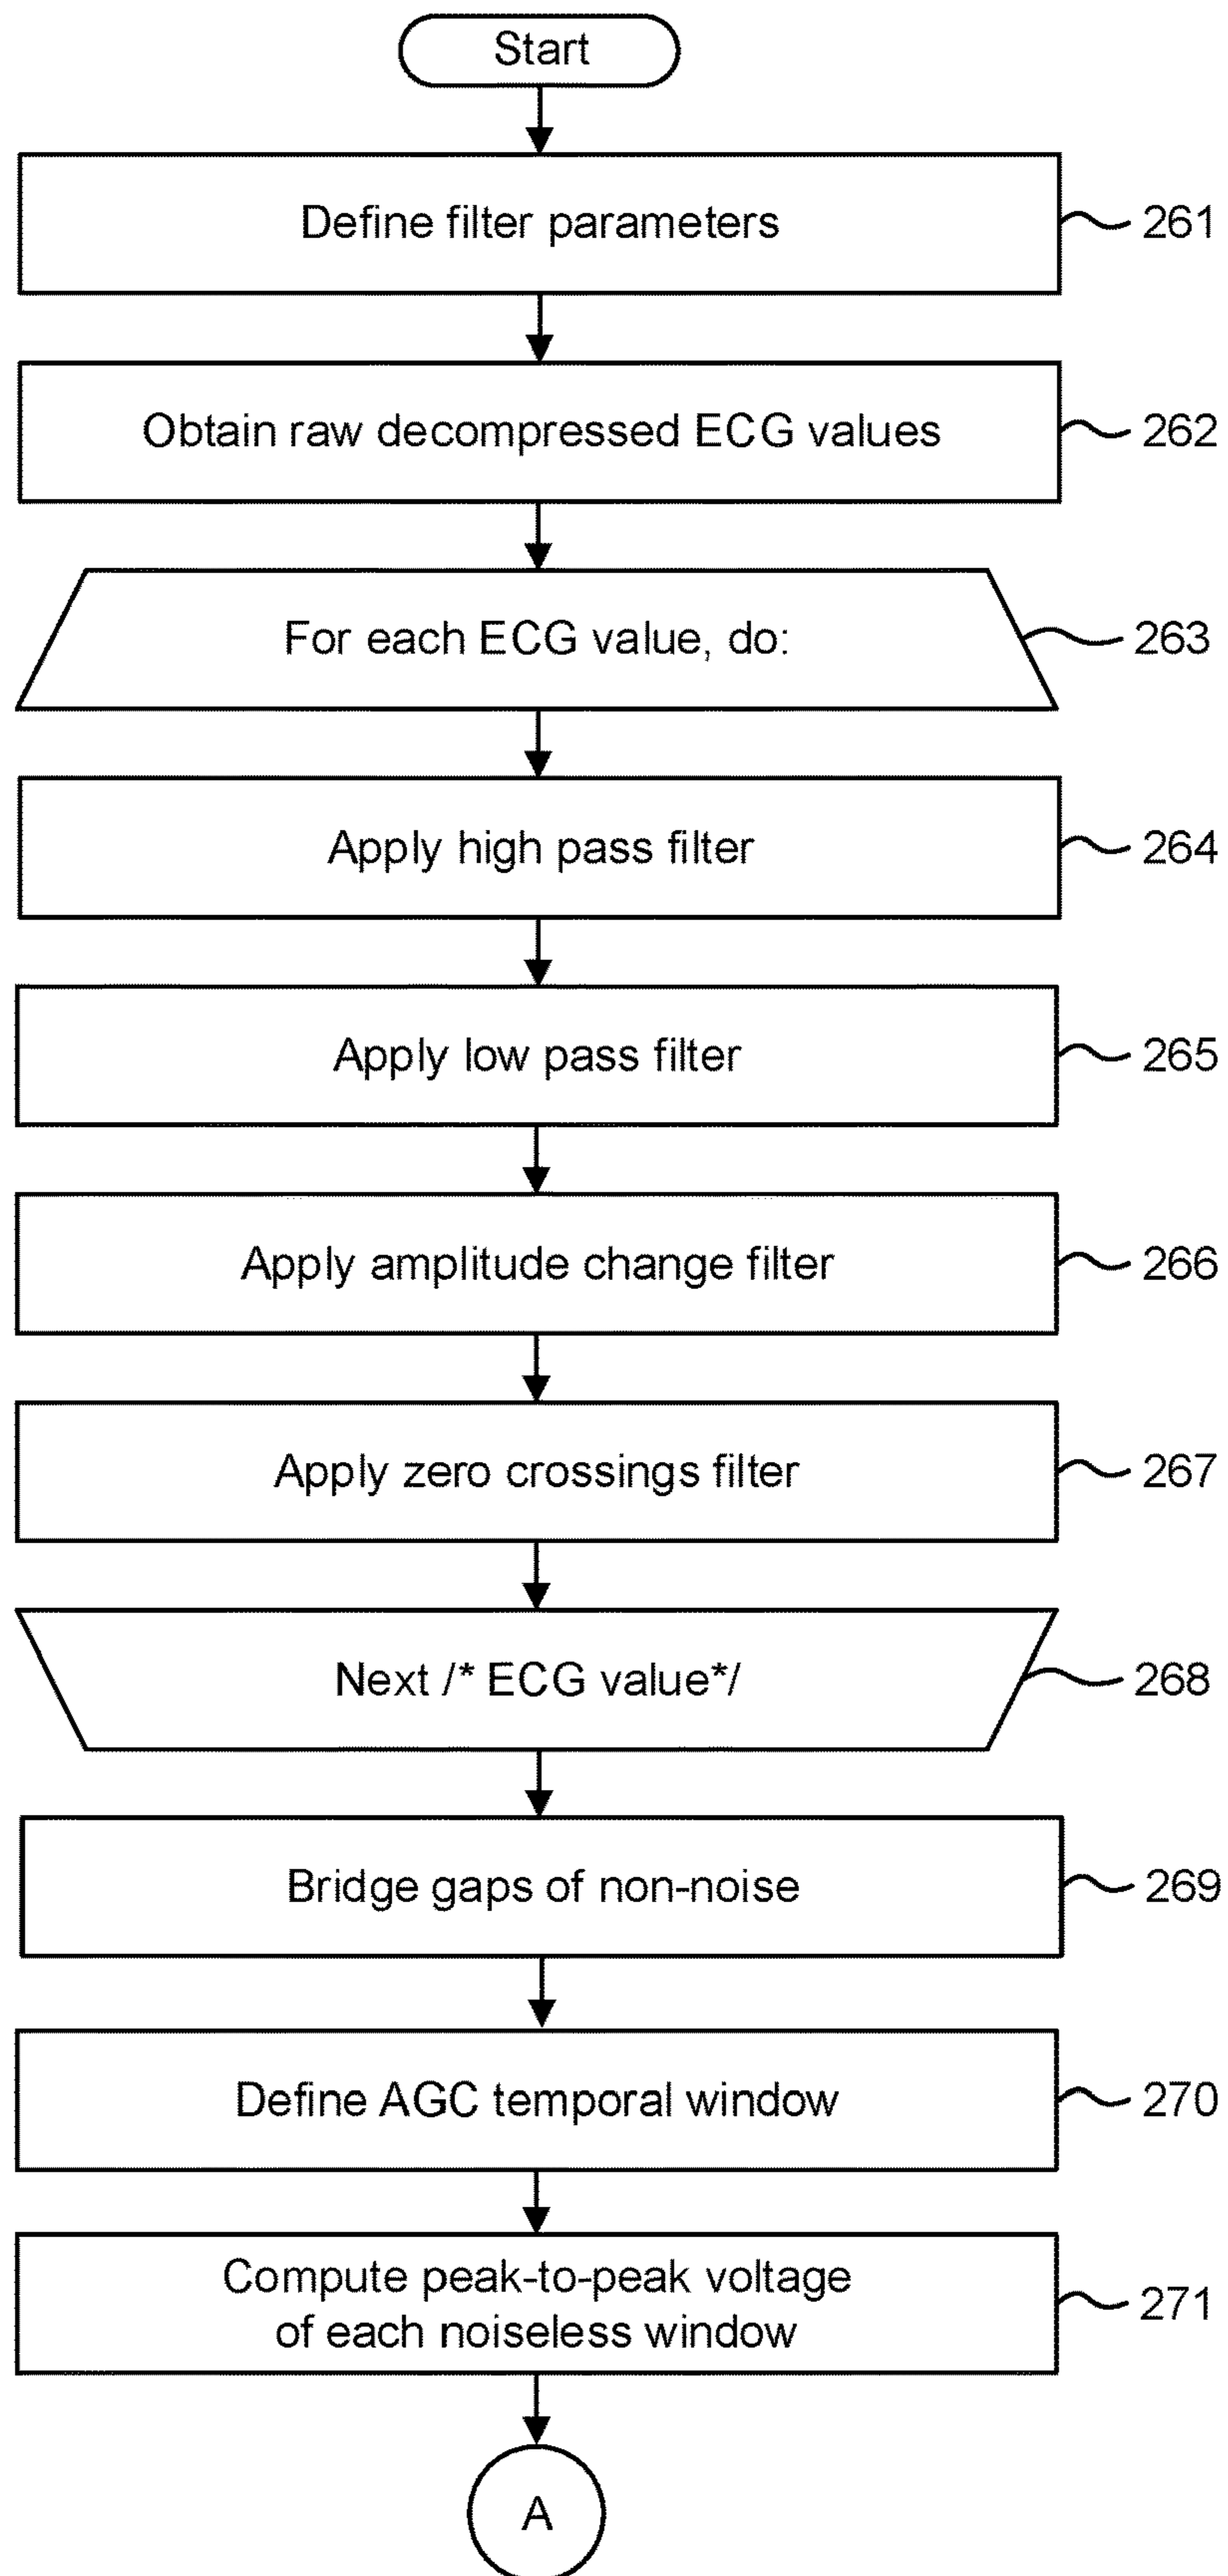 Start
Define filter parameters
261
Obtain raw decompressed ECG values
262
For each ECG value, do:
263
Apply high pass filter
264
Apply low pass filter
265
Apply amplitude change filter
266
Apply zero crossings filter
267
Next /* ECG value*/
268
Bridge gaps of non-noise
269
Define AGC temporal window
270
Compute peak-to-peak voltage
of each noiseless window
271
A